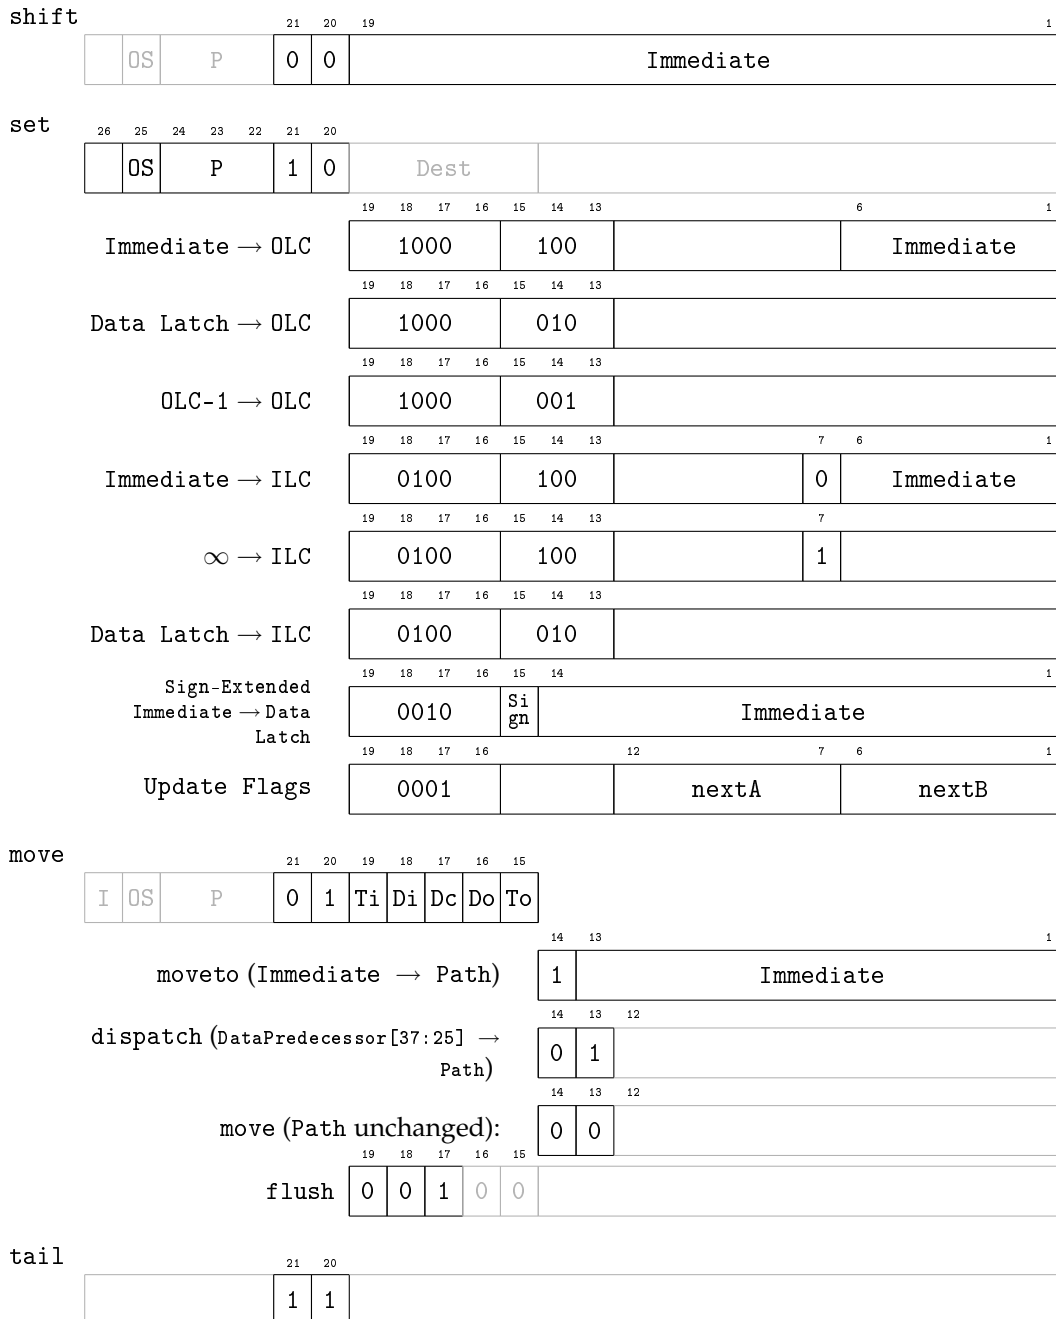 shift
21 20 19 1
OS P 0 0 Immediate
set
26 25 24 23 22 21 20
OS P 1 0 Dest
19 18 17 16 15 14 13 6 1
Immediate → OLC 1000 100 Immediate
19 18 17 16 15 14 13
Data Latch → OLC 1000 010
19 18 17 16 15 14 13
OLC-1 → OLC 1000 001
19 18 17 16 15 14 13 7 6 1
Immediate → ILC 0100 100 0 Immediate
19 18 17 16 15 14 13 7
∞ → ILC 0100 100 1
19 18 17 16 15 14 13
Data Latch → ILC 0100 010
19 18 17 16 15 14 1
Sign-Extended
Immediate → Data
Latch
0010 Si
gn
Immediate
19 18 17 16 12 7 6 1
Update Flags 0001 nextA nextB
move
21 20 19 18 17 16 15
I OS P 0 1 Ti Di Dc Do To
14 13 1
moveto (Immediate → Path) 1 Immediate
14 13 12
dispatch (DataPredecessor[37:25] →
Path)
0 1
14 13 12
move (Path unchanged): 0 0
19 18 17 16 15
flush 0 0 1 0 0
tail
21 20
1 1